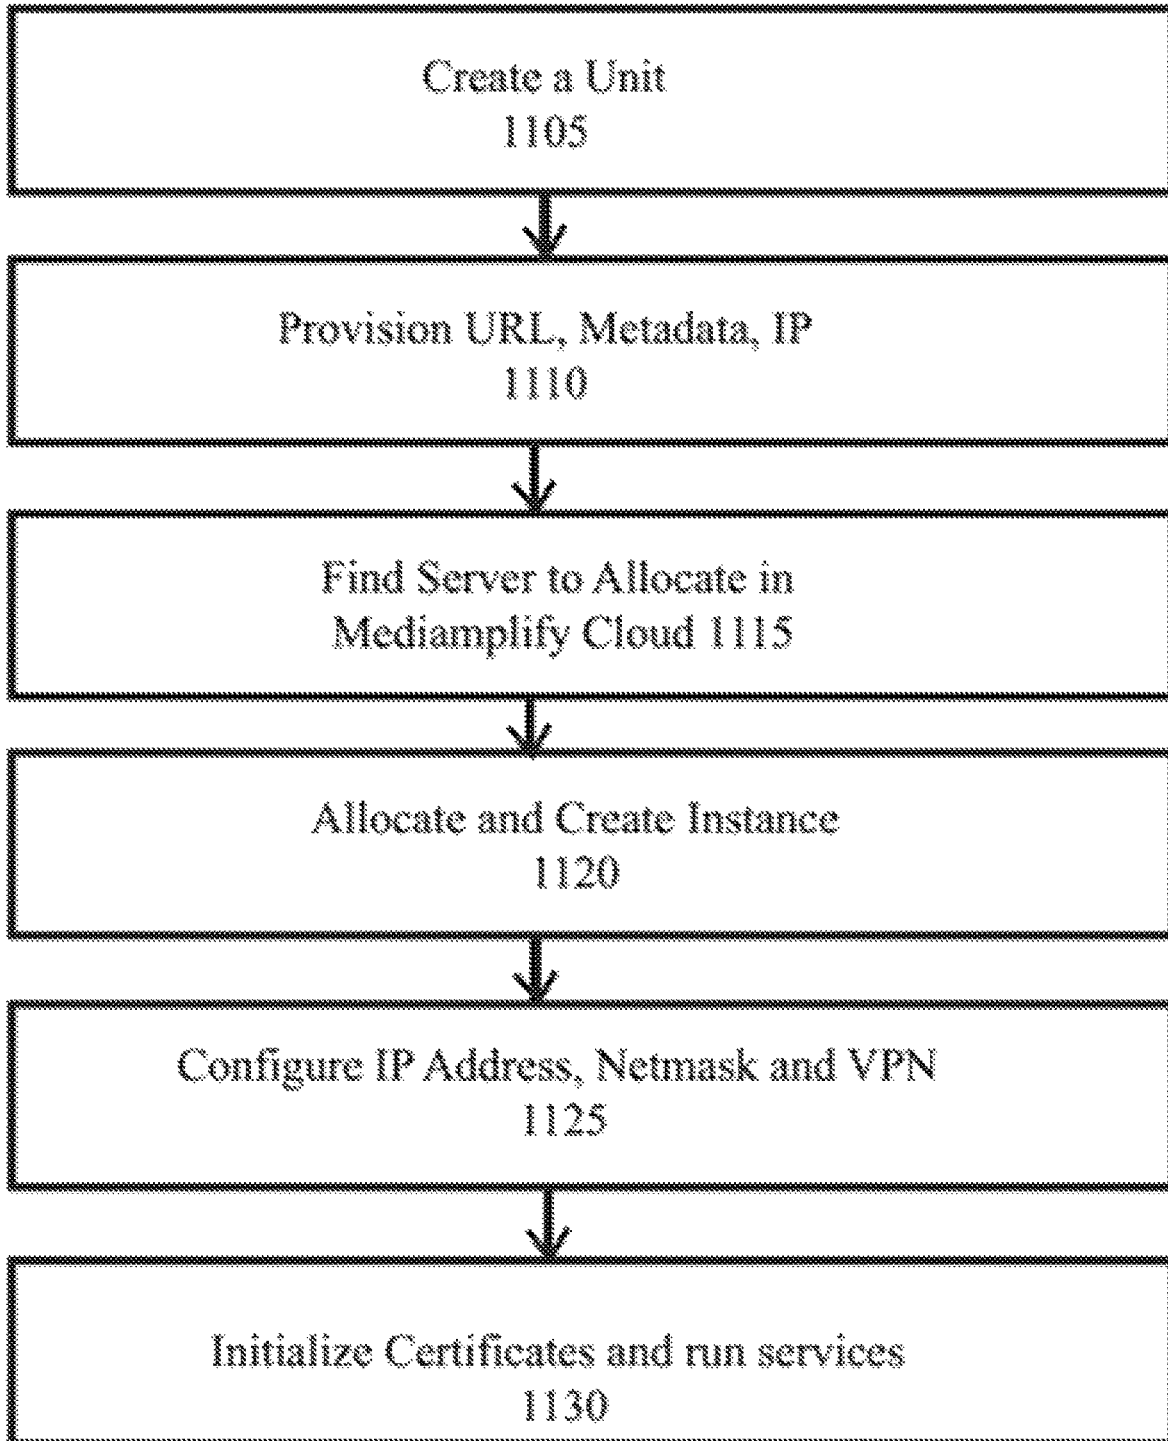 Create a Unit
1105
Provision URL, Metadata, IP
1110
Find Server to Allocate in
Mediamplify Cloud 1115
Allocate and Create Instance
1120
Configure IP Address, Netmask and VPN
1125
Initialize Certificates and run services
1130